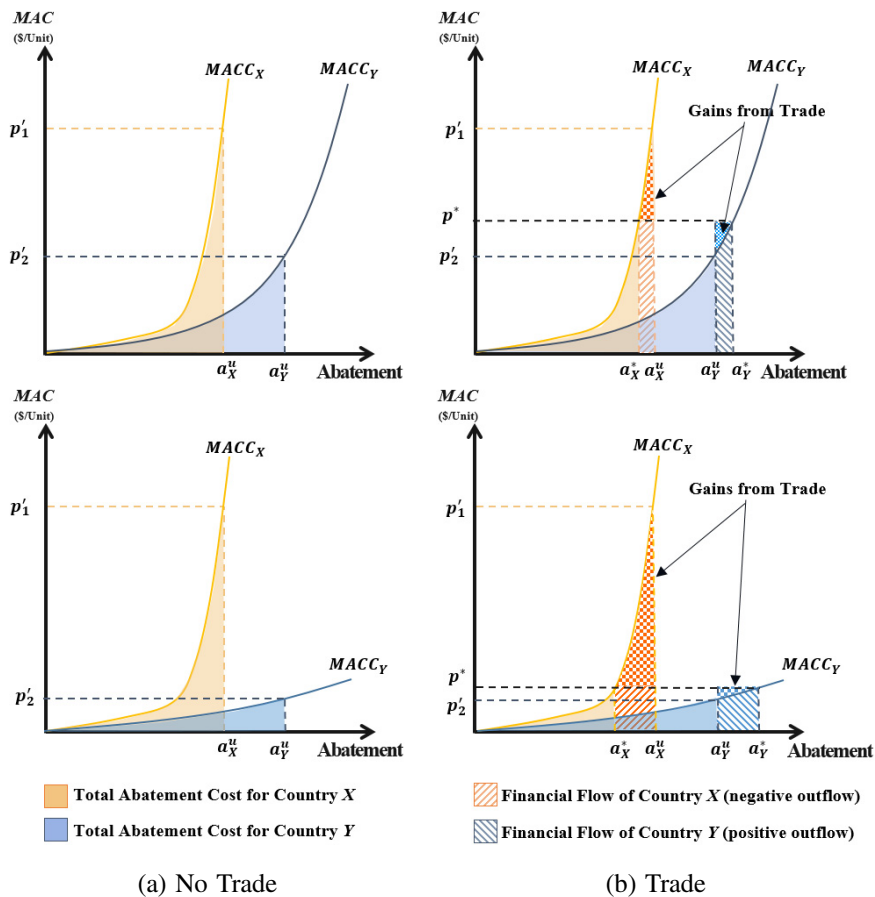 MAC
($/Unit)
MACC_X
MACC_Y
p′_1
p′_2
a^u_X
a^u_Y
Abatement
MAC
($/Unit)
MACC_X
MACC_Y
Gains from Trade
p′_1
p^*
p′_2
a^*_X
a^u_X
a^u_Y
a^*_Y
Abatement
MAC
($/Unit)
MACC_X
p′_1
MACC_Y
p′_2
a^u_X
a^u_Y
Abatement
MAC
($/Unit)
MACC_X
Gains from Trade
p′_1
MACC_Y
p^*
p′_2
a^*_X
a^u_X
a^u_Y
a^*_Y
Abatement
Total Abatement Cost for Country X
Total Abatement Cost for Country Y
Financial Flow of Country X (negative outflow)
Financial Flow of Country Y (positive outflow)
(a) No Trade
(b) Trade